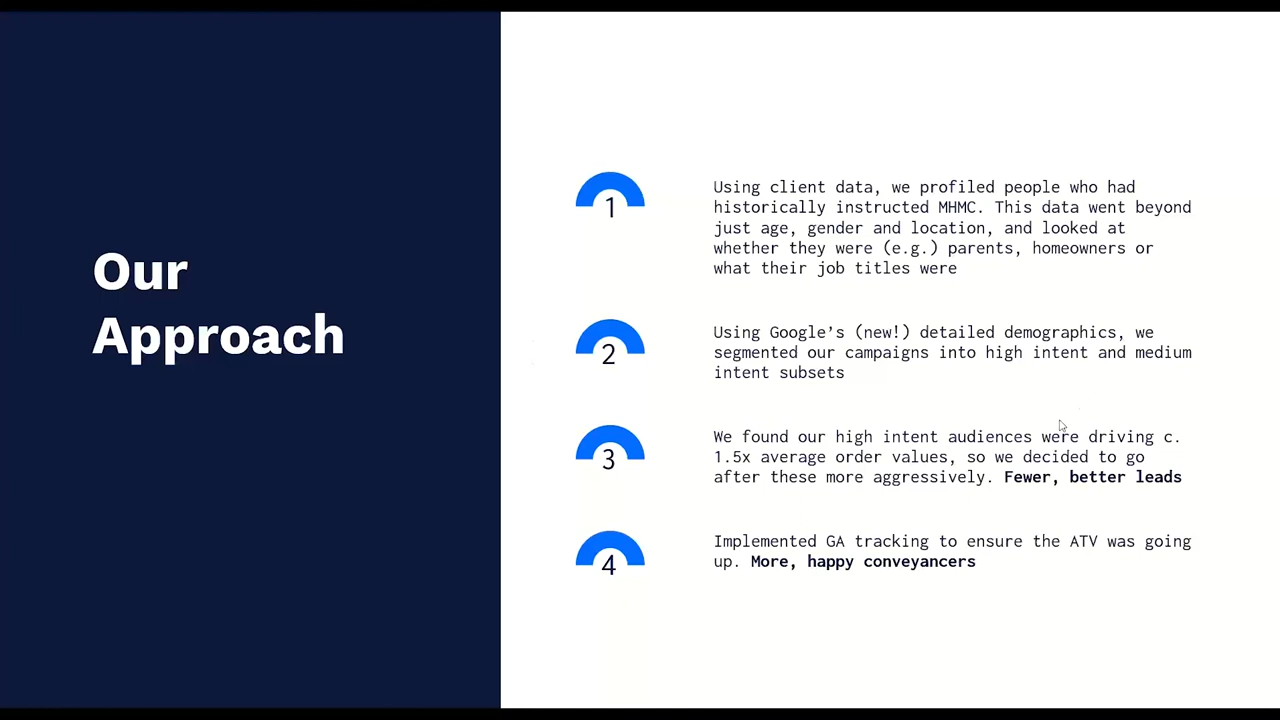 Our
Approach
1
Using client data, we profiled people who had
historically instructed MHMC. This data went beyond
just age, gender and location, and looked at
whether they were (e.g.) parents, homeowners or
what their job titles were
2
Using Google’s (new!) detailed demographics, we
segmented our campaigns into high intent and medium
intent subsets
3
We found our high intent audiences were driving c.
1.5x average order values, so we decided to go
after these more aggressively. Fewer, better leads
4
Implemented GA tracking to ensure the ATV was going
up. More, happy conveyancers